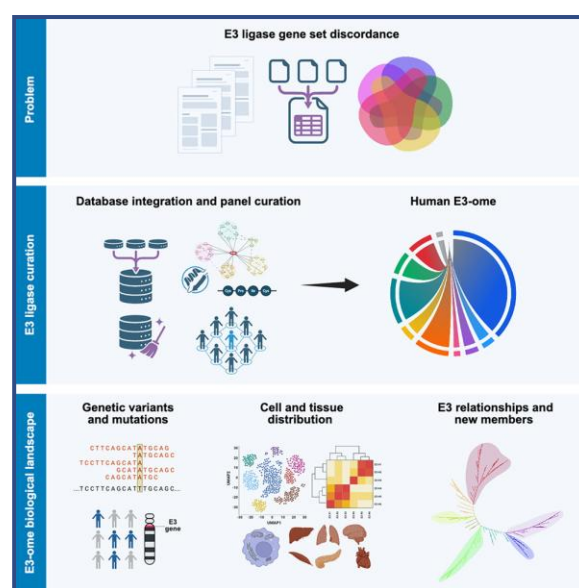 Problem
E3 ligase gene set discordance
E3 ligase curation
Database integration and panel curation
Human E3-ome
E3-ome biological landscape
Genetic variants
and mutations
CTTCAGCATATGCAG
TATGCAGC
TCCTTCAGCATA
GCATATGCAGC
CAGCATATGC
...TCCTTCAGCATTTGCAGC...
E3
gene
Cell and tissue
distribution
UMAP1
E3 relationships and
new members